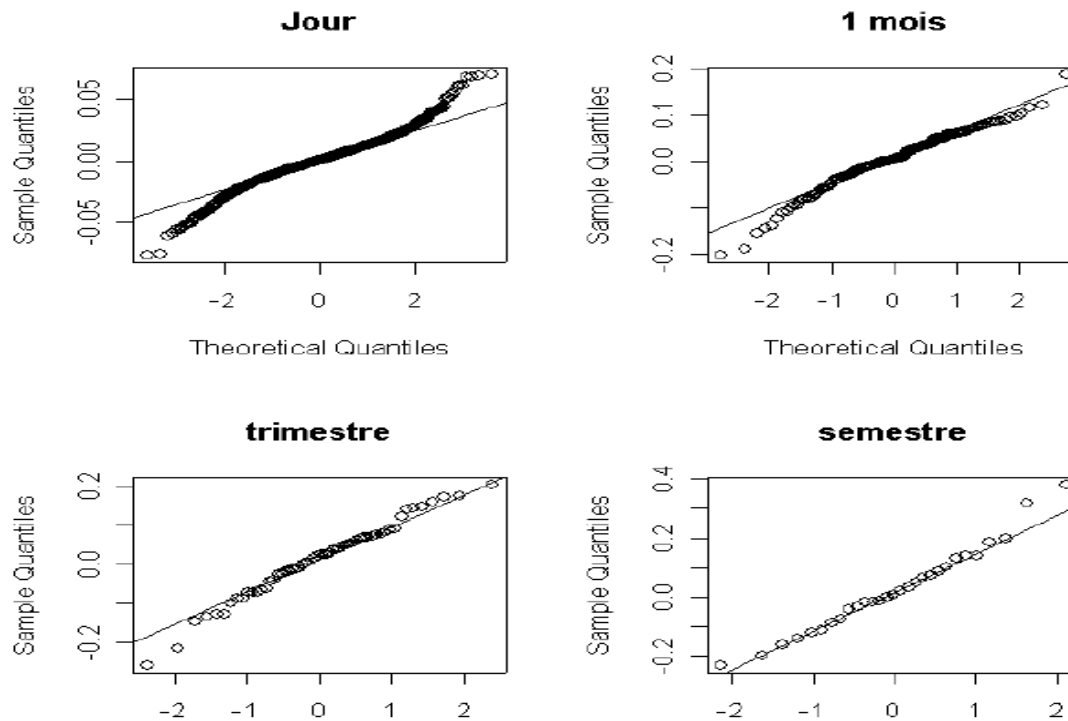 Jour
1 mois
Sample Quantiles
-0.05 0.00 0.05
-2 0 2
Theoretical Quantiles
Sample Quantiles
-0.2 0.0 0.1 0.2
-2 -1 0 1 2
Theoretical Quantiles
trimestre
semestre
Sample Quantiles
-0.2 0.0 0.2
-2 -1 0 1 2
Sample Quantiles
-0.2 0.0 0.2 0.4
-2 -1 0 1 2